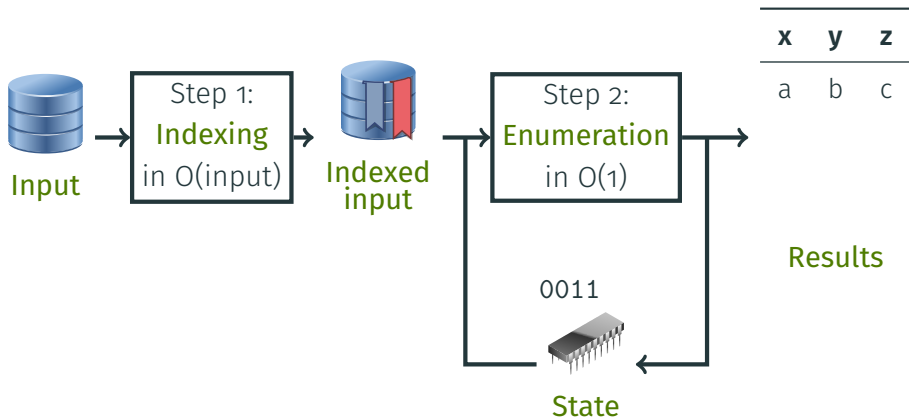 x y z
a b c
Step 1:
Indexing
in O(input)
Step 2:
Enumeration
in O(1)
Input
Indexed
input
Results
0011
State